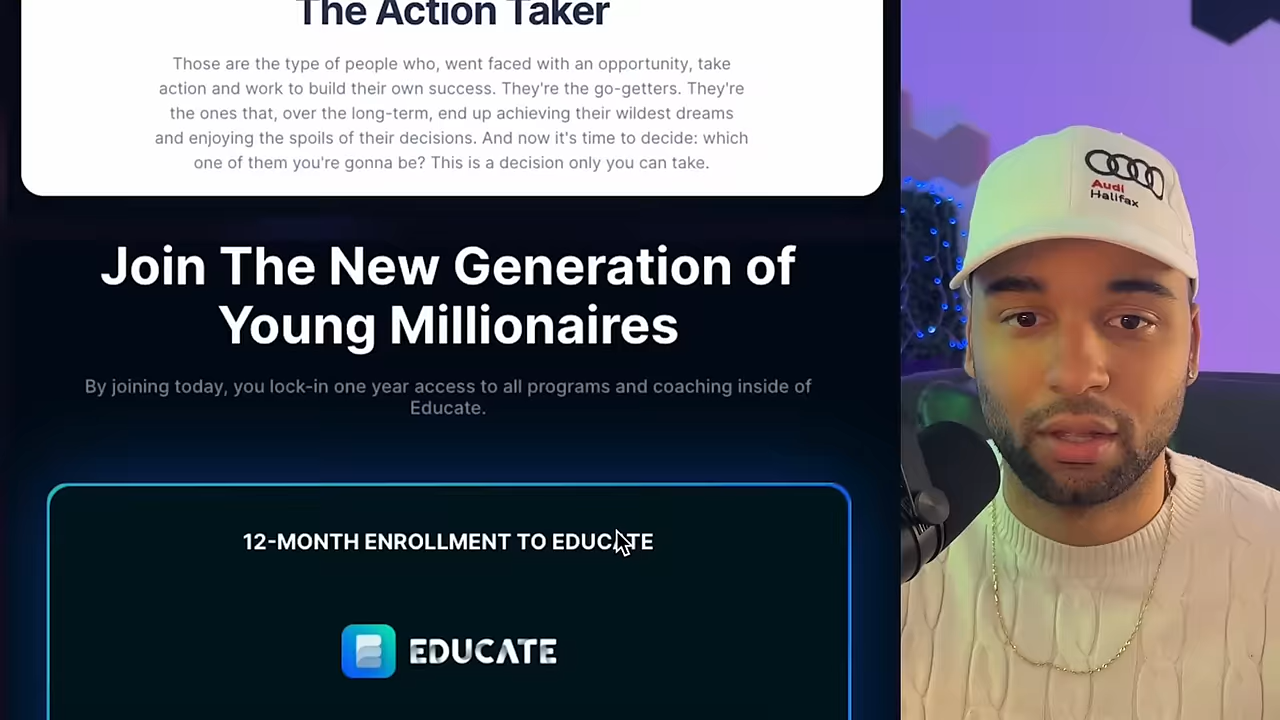 The Action Taker
Those are the type of people who, went faced with an opportunity, take
action and work to build their own success. They're the go-getters. They're
the ones that, over the long-term, end up achieving their wildest dreams
and enjoying the spoils of their decisions. And now it's time to decide: which
one of them you're gonna be? This is a decision only you can take.
Join The New Generation of
Young Millionaires
By joining today, you lock-in one year access to all programs and coaching inside of
Educate.
12-MONTH ENROLLMENT TO EDUCATE
EDUCATE
Audi
Halifax